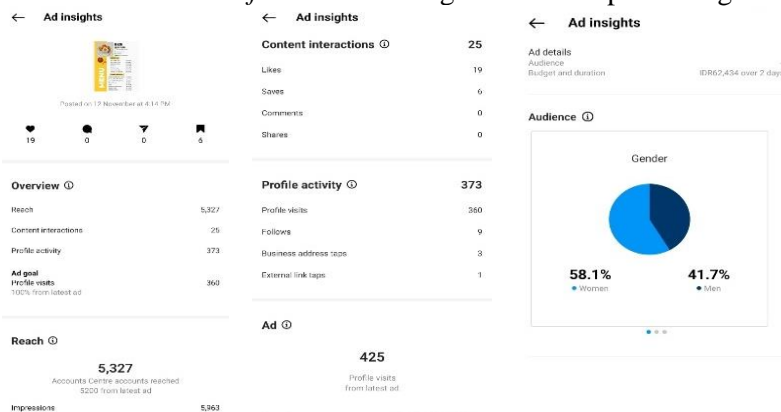 ← Ad insights
MENU
Posted on 12 November at 4:14 PM
19 0 0 6
Overview
Reach 5,327
Content interactions 25
Profile activity 373
Ad goal
Profile visits 360
100% from latest ad
Reach
5,327
Accounts Centre accounts reached
5200 from latest ad
Impressions 5,963
← Ad insights
Content interactions 25
Likes 19
Saves 6
Comments 0
Shares 0
Profile activity 373
Profile visits 360
Follows 9
Business address taps 3
External link taps 1
Ad
425
Profile visits
from latest ad
← Ad insights
Ad details
Audience
Budget and duration IDR62,434 over 2 days
Audience
Gender
58.1% 41.7%
Women Men